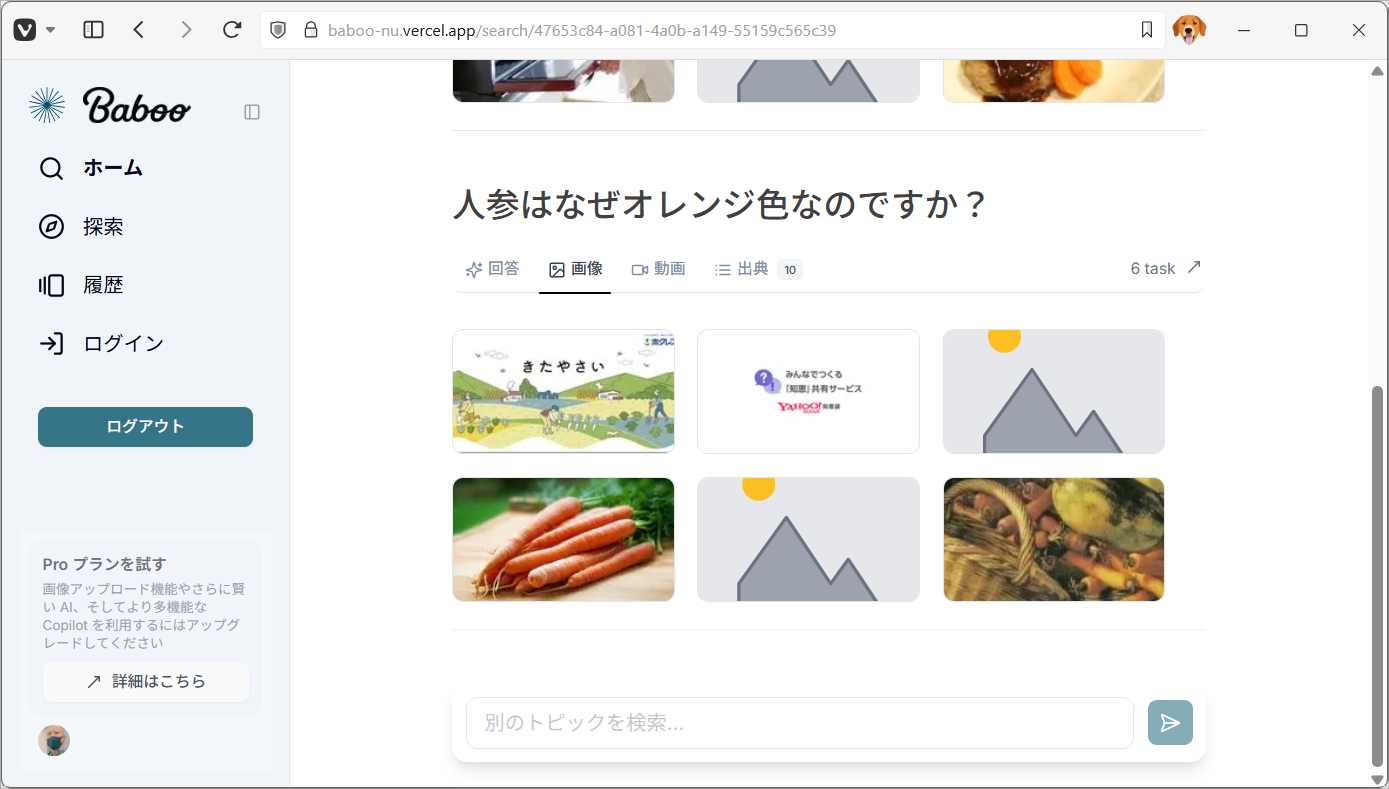 baboo-nu.vercel.app/search/47653c84-a081-4a0b-a149-55159c565c39
Baboo
ホーム
探索
履歴
ログイン
ログアウト
Pro プランを試す
画像アップロード機能やさらに賢
い AI、そしてより多機能な
Copilot を利用するにはアップグ
レードしてください
詳細はこちら
人参はなぜオレンジ色なのですか？
回答 画像 動画 出典 10 6 task
ホクレン
きたやさい
みんなでつくる
「知恵」共有サービス
YAHOO! JAPAN 知恵袋
別のトピックを検索...